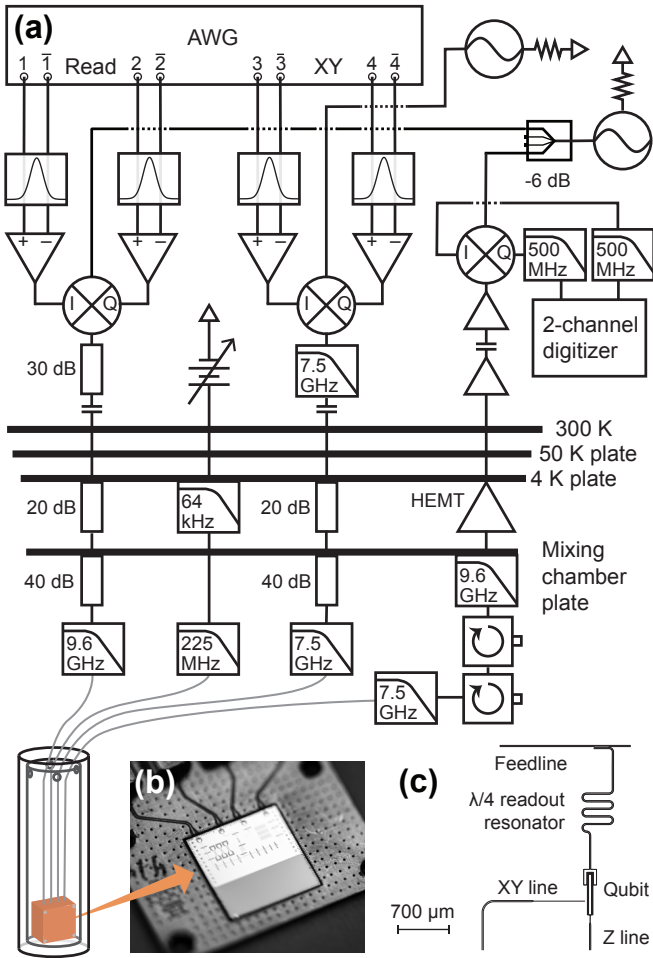 (a)
AWG
1 1̄ Read 2 2̄ 3 3̄ XY 4 4̄
-6 dB
+ − + − + − + −
I Q I Q I Q
500 MHz
500 MHz
2-channel
digitizer
30 dB
7.5 GHz
300 K
50 K plate
4 K plate
20 dB
64 kHz
20 dB
HEMT
Mixing
chamber
plate
40 dB
40 dB
9.6 GHz
9.6 GHz
225 MHz
7.5 GHz
7.5 GHz
(b)
(c)
Feedline
λ/4 readout
resonator
XY line
Qubit
700 µm
Z line